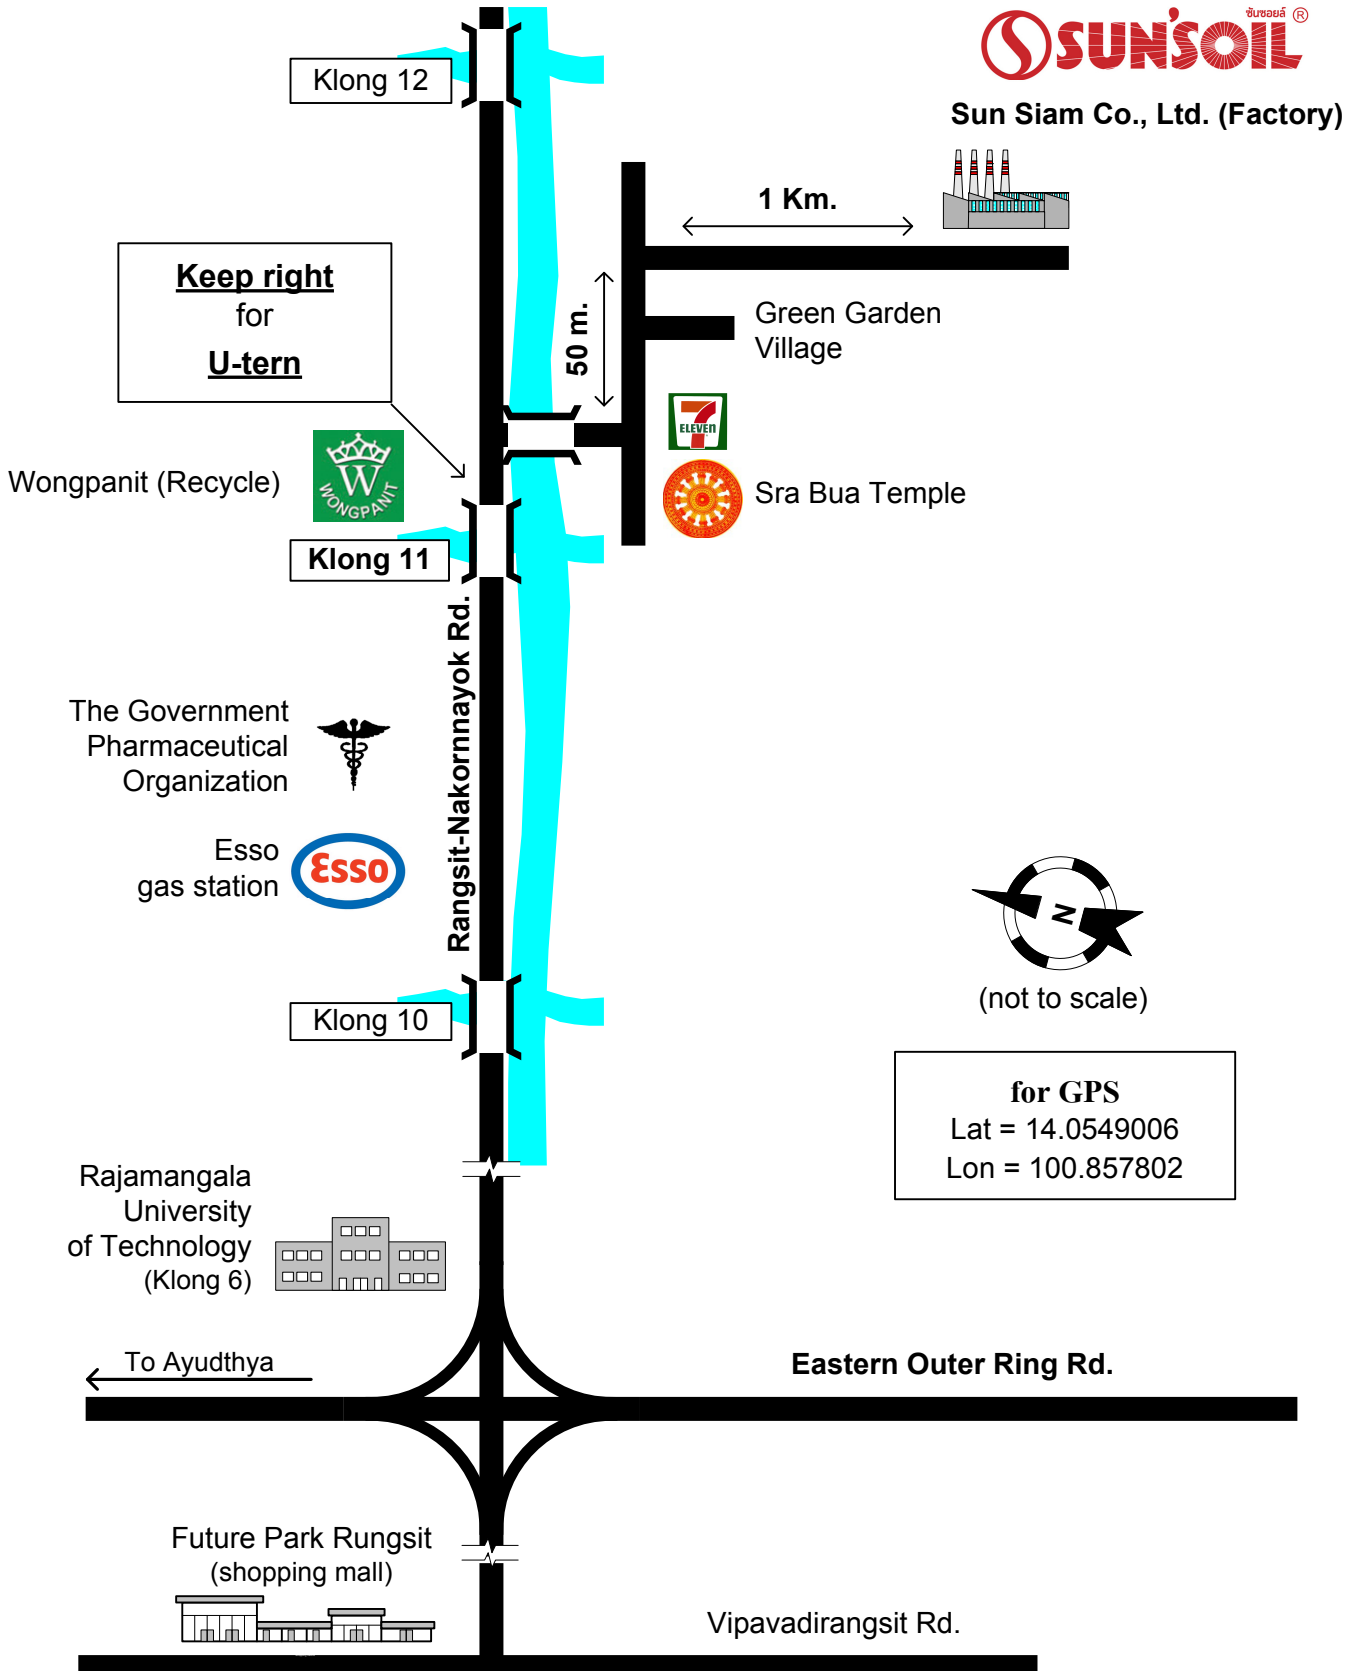 ซันซอยล์ ®
SUN'SOIL
Sun Siam Co., Ltd. (Factory)
Klong 12
1 Km.
Keep right
for
U-tern
50 m.
Green Garden
Village
7
ELEVEN
Wongpanit (Recycle)
W
WONGPANIT
Sra Bua Temple
Klong 11
Rangsit-Nakornnayok Rd.
The Government
Pharmaceutical
Organization
Esso
gas station
Esso
N
(not to scale)
Klong 10
for GPS
Lat = 14.0549006
Lon = 100.857802
Rajamangala
University
of Technology
(Klong 6)
To Ayudthya
Eastern Outer Ring Rd.
Future Park Rungsit
(shopping mall)
Vipavadirangsit Rd.